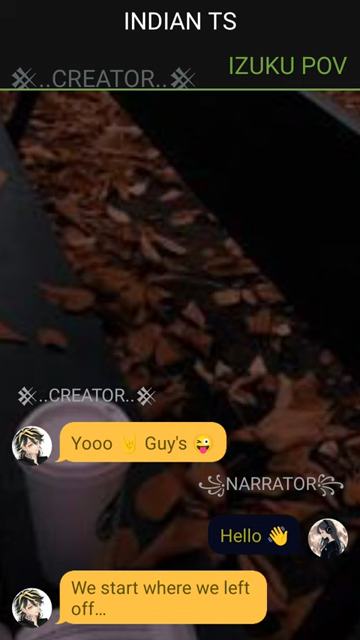 INDIAN TS
IZUKU POV
..CREATOR..
..CREATOR..
Yooo 🤘 Guy's 😜
꧁NARRATOR꧂
Hello 👋
We start where we left
off...